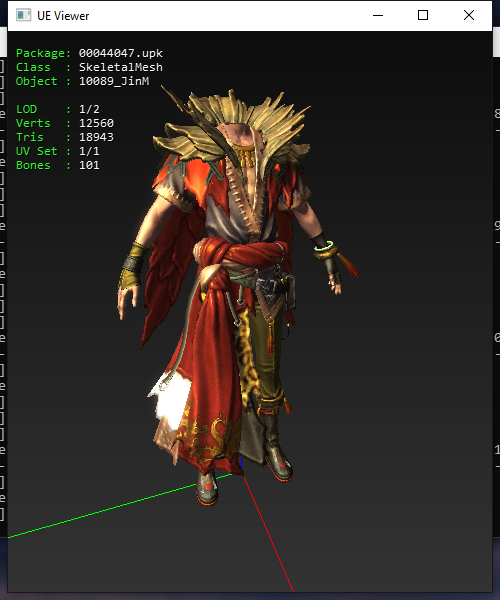 UE Viewer
Package: 00044047.upk
Class : SkeletalMesh
Object : 10089_JinM
LOD : 1/2
Verts : 12560
Tris : 18943
UV Set : 1/1
Bones : 101